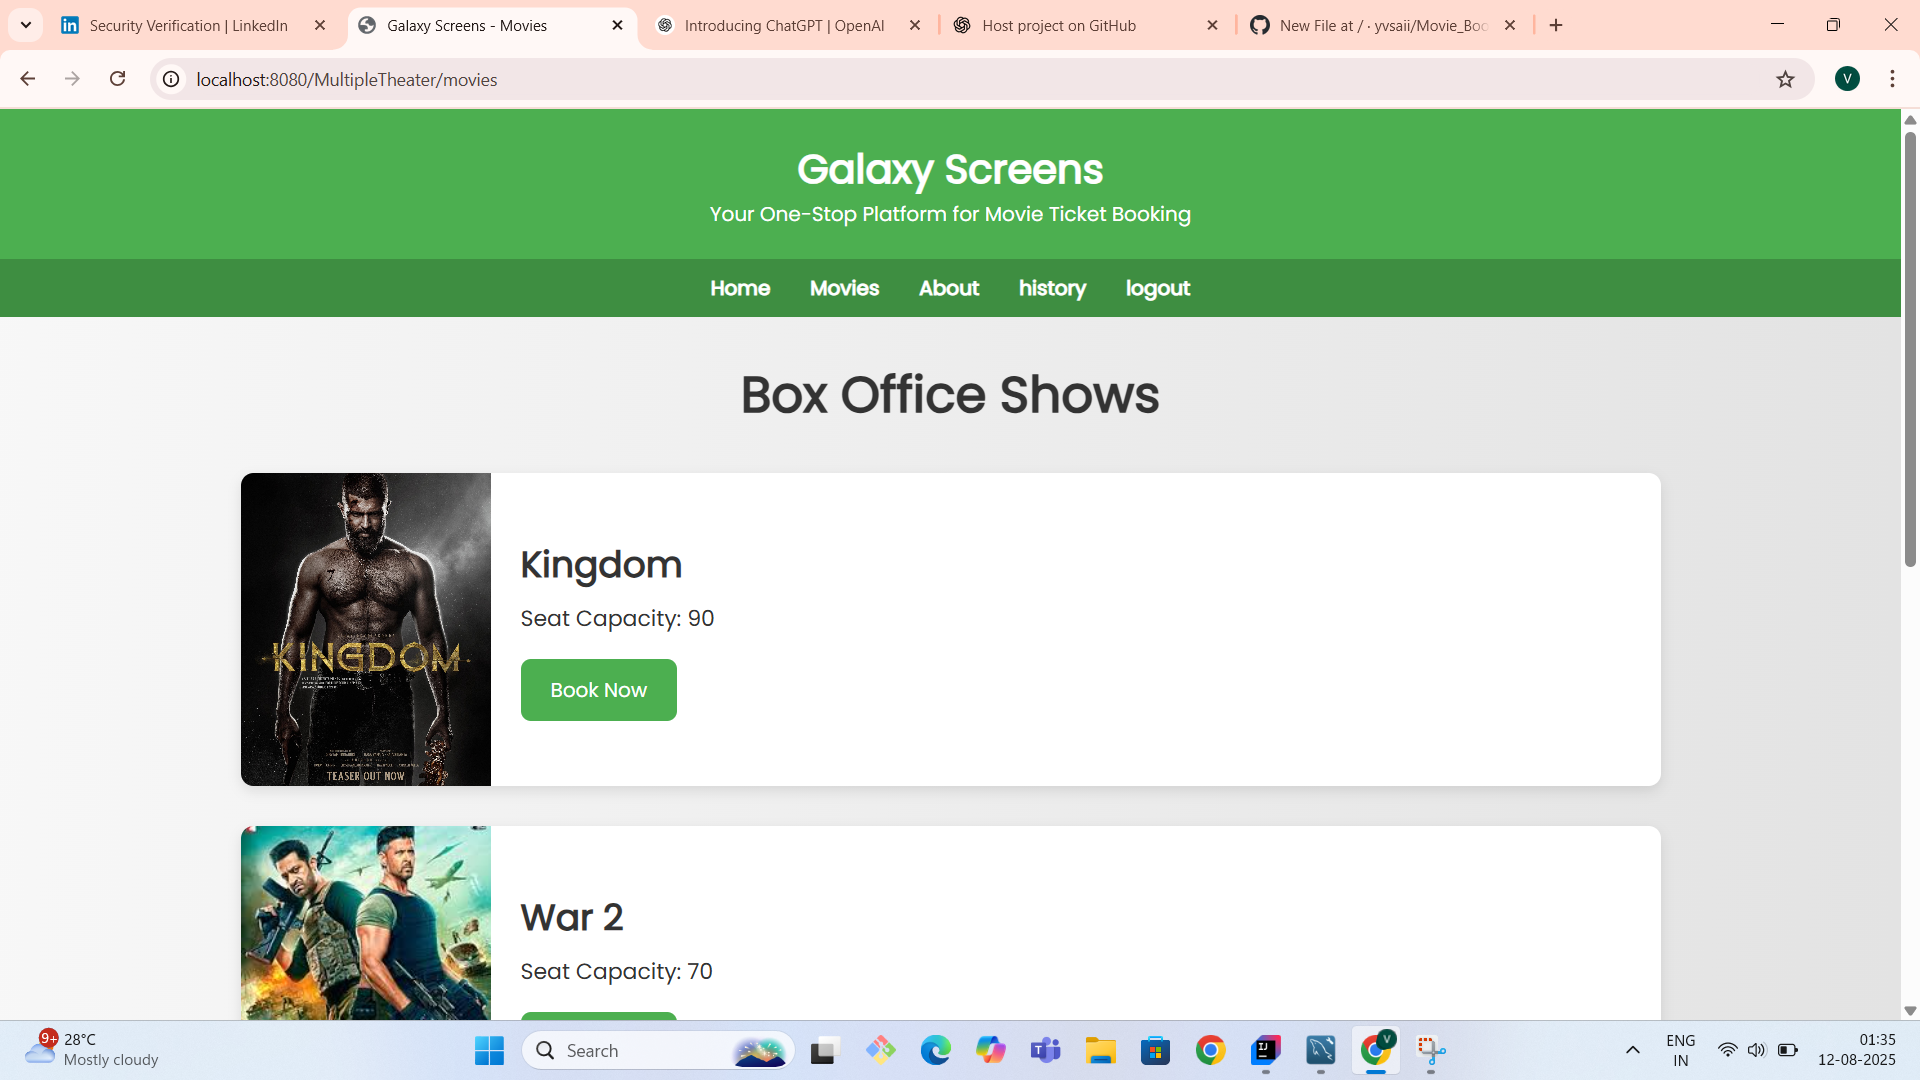 Security Verification | LinkedIn
Galaxy Screens - Movies
Introducing ChatGPT | OpenAI
Host project on GitHub
New File at / · yvsaii/Movie_Boo
localhost:8080/MultipleTheater/movies
V
Galaxy Screens
Your One-Stop Platform for Movie Ticket Booking
Home Movies About history logout
Box Office Shows
KINGDOM
TEASER OUT NOW
Kingdom
Seat Capacity: 90
Book Now
War 2
Seat Capacity: 70
9+
28°C
Mostly cloudy
Search
V
ENG
IN
01:35
12-08-2025